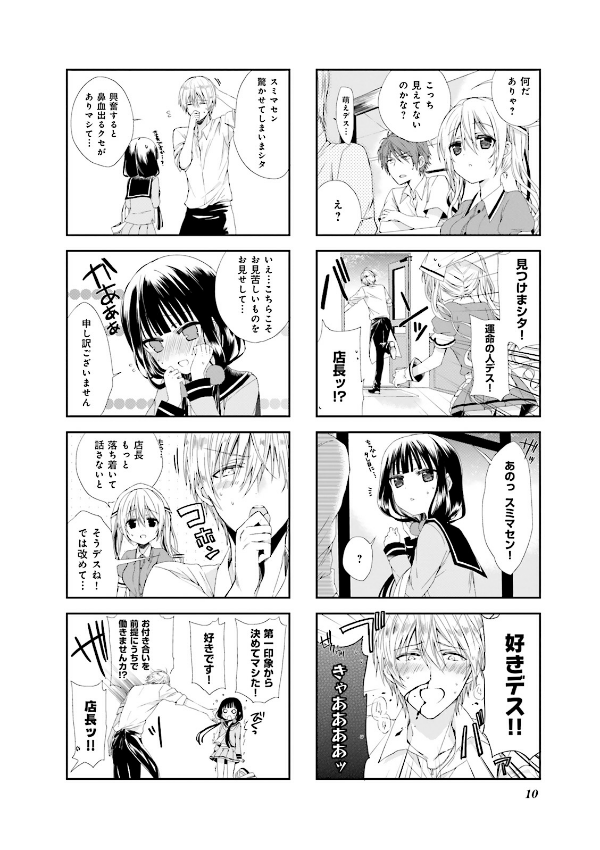 何だ
ありゃ?
こっち
見えてない
のかな?
萌えデス…
え?
見つけまシタ!
運命の人デス!
店長ッ!?
あのっ スミマセン!
?
好きデス!!
きゃああああッ
スミマセン
驚かせてしまいまシタ
興奮すると
鼻血出るクセが
ありマシて…
いえ…こちらこそ
お見苦しいものを
お見せして…
かあぁぁ
申し訳ございません
店長
もっと
落ち着いて
話さないと
コホン
そうデスね!
では改めて…
第一印象から
決めてマシた!
好きです!
お付き合いを
前提にうちで
働きませんカ!?
店長ッ!!
10